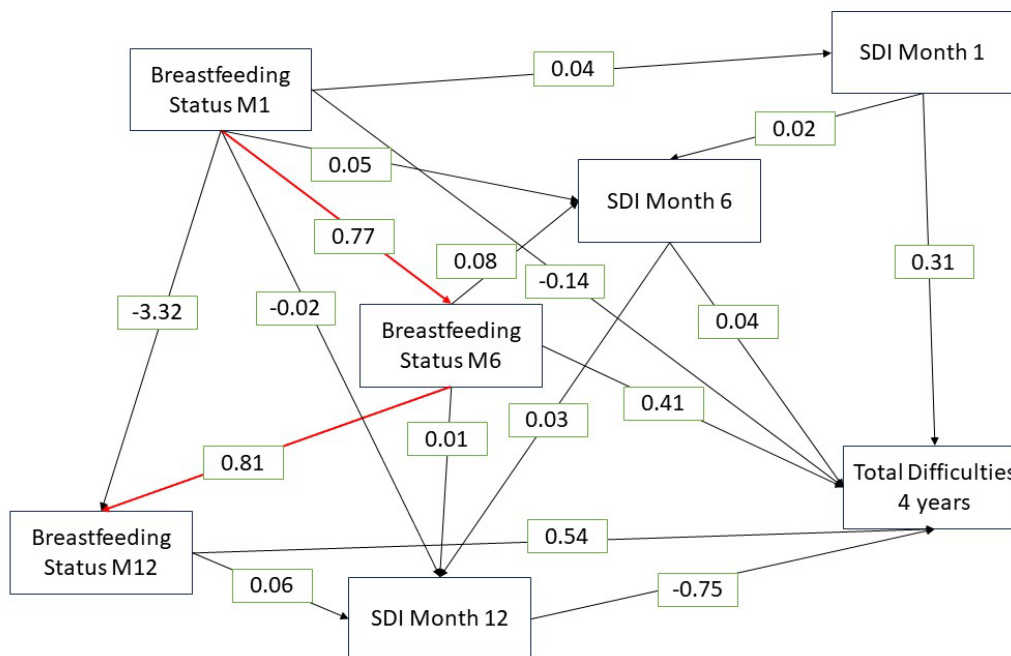 SDI Month 1
Breastfeeding
Status M1
0.04
0.02
0.05
SDI Month 6
0.77
0.08
0.31
-0.14
-3.32
-0.02
0.04
Breastfeeding
Status M6
0.41
0.03
0.01
0.81
Total Difficulties
4 years
Breastfeeding
Status M12
0.54
0.06
-0.75
SDI Month 12